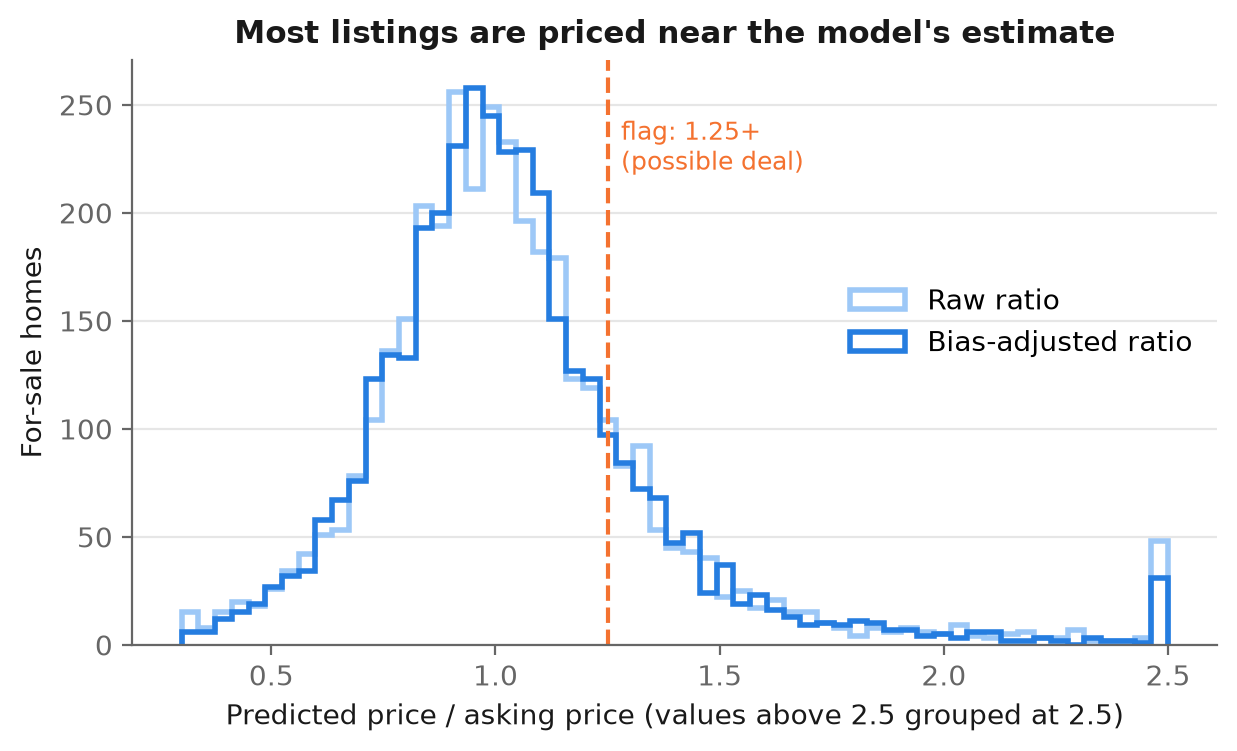 Most listings are priced near the model's estimate
250
200
150
100
50
0
For-sale homes
flag: 1.25+
(possible deal)
Raw ratio
Bias-adjusted ratio
0.5
1.0
1.5
2.0
2.5
Predicted price / asking price (values above 2.5 grouped at 2.5)